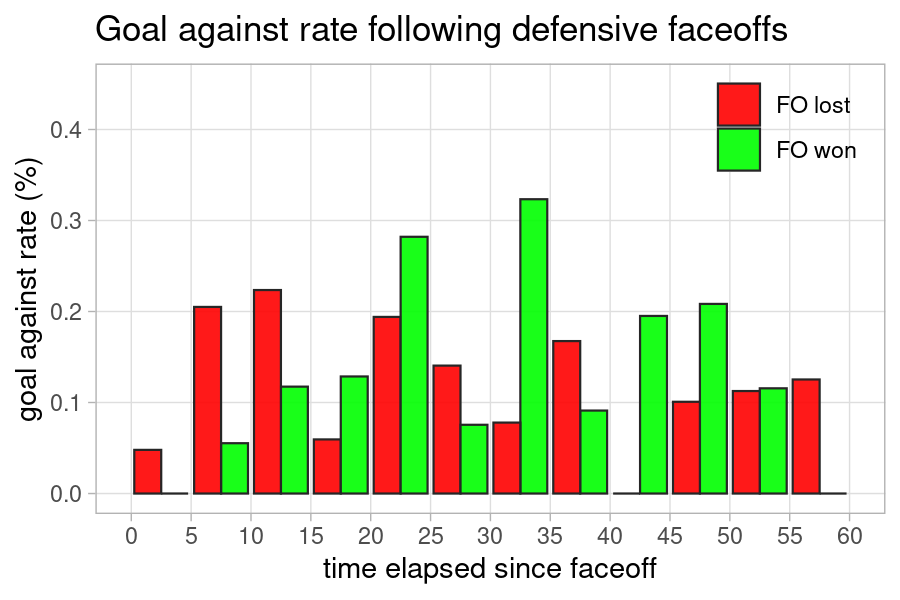 Goal against rate following defensive faceoffs
FO lost
FO won
goal against rate (%)
0.4
0.3
0.2
0.1
0.0
0 5 10 15 20 25 30 35 40 45 50 55 60
time elapsed since faceoff